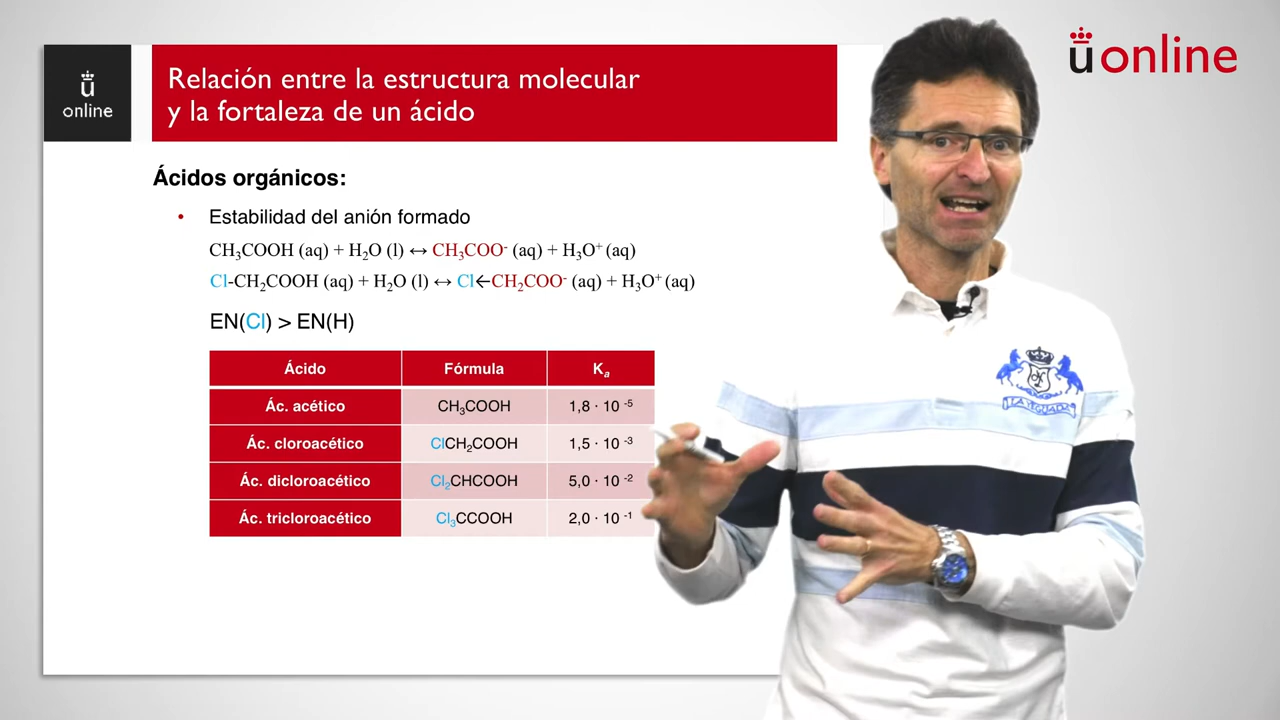 ü
online
Relación entre la estructura molecular
y la fortaleza de un ácido
üonline
Ácidos orgánicos:
• Estabilidad del anión formado
CH₃COOH (aq) + H₂O (l) ↔ CH₃COO⁻ (aq) + H₃O⁺ (aq)
Cl-CH₂COOH (aq) + H₂O (l) ↔ Cl←CH₂COO⁻ (aq) + H₃O⁺ (aq)
EN(Cl) > EN(H)
Ácido Fórmula Kₐ
Ác. acético CH₃COOH 1,8 · 10 ⁻⁵
Ác. cloroacético ClCH₂COOH 1,5 · 10 ⁻³
Ác. dicloroacético Cl₂CHCOOH 5,0 · 10 ⁻²
Ác. tricloroacético Cl₃CCOOH 2,0 · 10 ⁻¹
LA YEGUADA